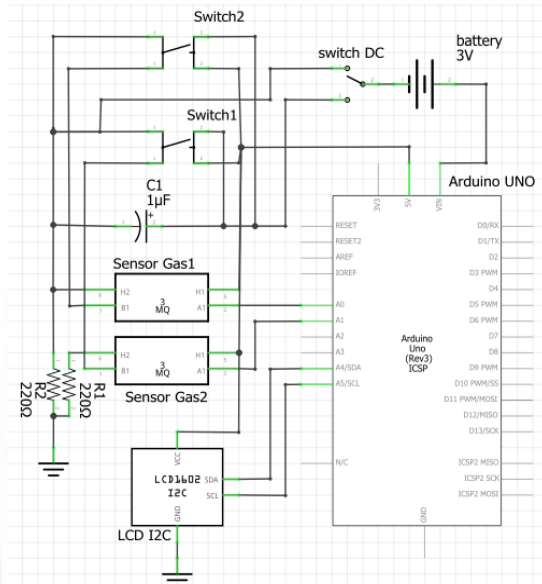 Switch2
switch DC
battery
3V
Switch1
C1
1µF
+
Arduino UNO
3V3
5V
VIN
RESET
RESET2
AREF
IOREF
A0
A1
A2
A3
A4/SDA
A5/SCL
N/C
Arduino
Uno
(Rev3)
ICSP
D0/RX
D1/TX
D2
D3 PWM
D4
D5 PWM
D6 PWM
D7
D8
D9 PWM
D10 PWM/SS
D11 PWM/MOSI
D12/MISO
D13/SCK
ICSP2 MISO
ICSP2 SCK
ICSP2 MOSI
GND
Sensor Gas1
H2
H1
3
MQ
B1
A1
H2
H1
3
MQ
B1
A1
Sensor Gas2
R1
220Ω
R2
220Ω
VCC
LCD1602
I2C
SDA
SCL
GND
LCD I2C